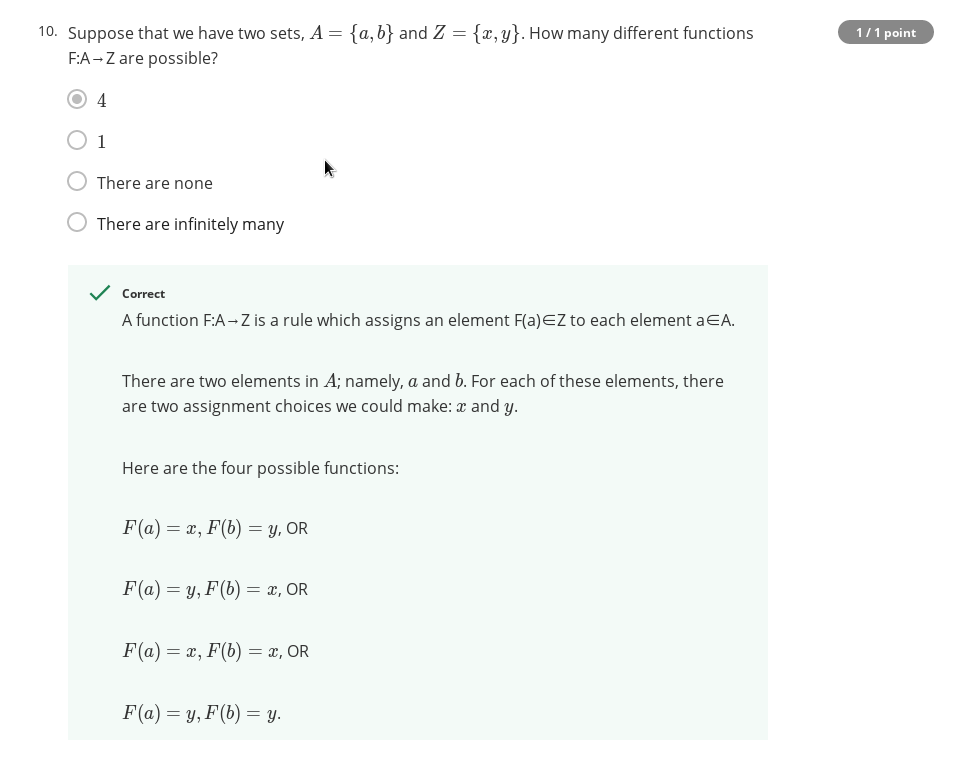 10. Suppose that we have two sets, A = {a, b} and Z = {x, y}. How many different functions
1 / 1 point
F:A→Z are possible?
4
1
There are none
There are infinitely many
Correct
A function F:A→Z is a rule which assigns an element F(a)∈Z to each element a∈A.
There are two elements in A; namely, a and b. For each of these elements, there
are two assignment choices we could make: x and y.
Here are the four possible functions:
F(a) = x, F(b) = y, OR
F(a) = y, F(b) = x, OR
F(a) = x, F(b) = x, OR
F(a) = y, F(b) = y.